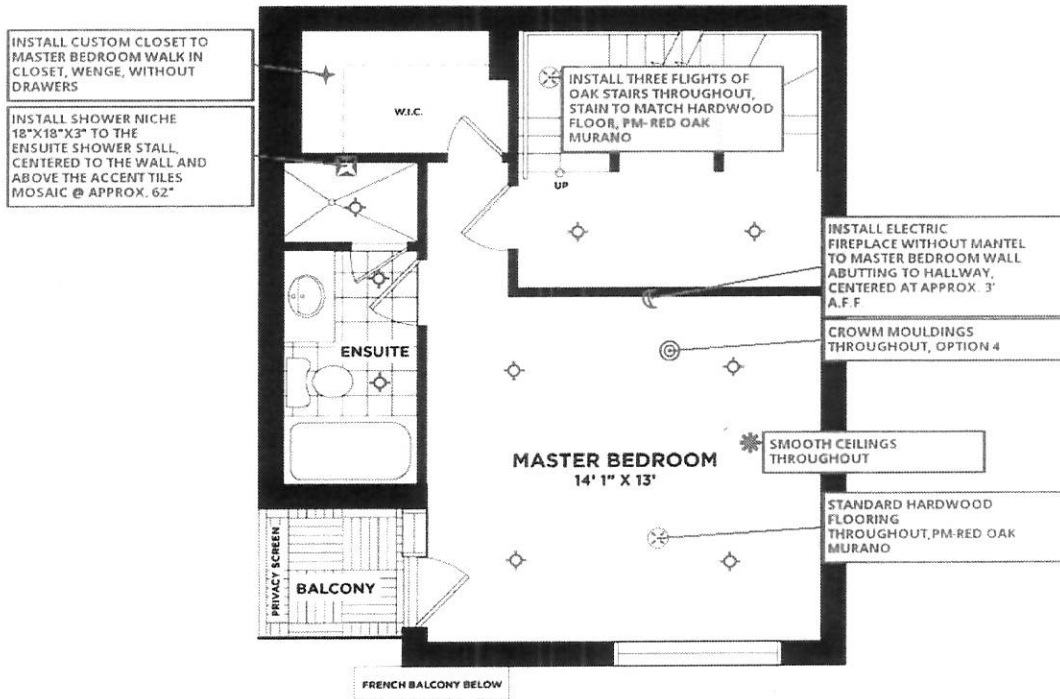 INSTALL CUSTOM CLOSET TO
MASTER BEDROOM WALK IN
CLOSET, WENGE, WITHOUT
DRAWERS
INSTALL SHOWER NICHE
18"X18"X3" TO THE
ENSUITE SHOWER STALL,
CENTERED TO THE WALL AND
ABOVE THE ACCENT TILES
MOSAIC @ APPROX. 62"
W.I.C.
INSTALL THREE FLIGHTS OF
OAK STAIRS THROUGHOUT,
STAIN TO MATCH HARDWOOD
FLOOR, PM-RED OAK
MURANO
UP
INSTALL ELECTRIC
FIREPLACE WITHOUT MANTEL
TO MASTER BEDROOM WALL
ABUTTING TO HALLWAY,
CENTERED AT APPROX. 3'
A.F.F.
CROWM MOULDINGS
THROUGHOUT, OPTION 4
ENSUITE
SMOOTH CEILINGS
THROUGHOUT
MASTER BEDROOM
14' 1" X 13'
STANDARD HARDWOOD
FLOORING
THROUGHOUT,PM-RED OAK
MURANO
PRIVACY SCREEN
BALCONY
FRENCH BALCONY BELOW